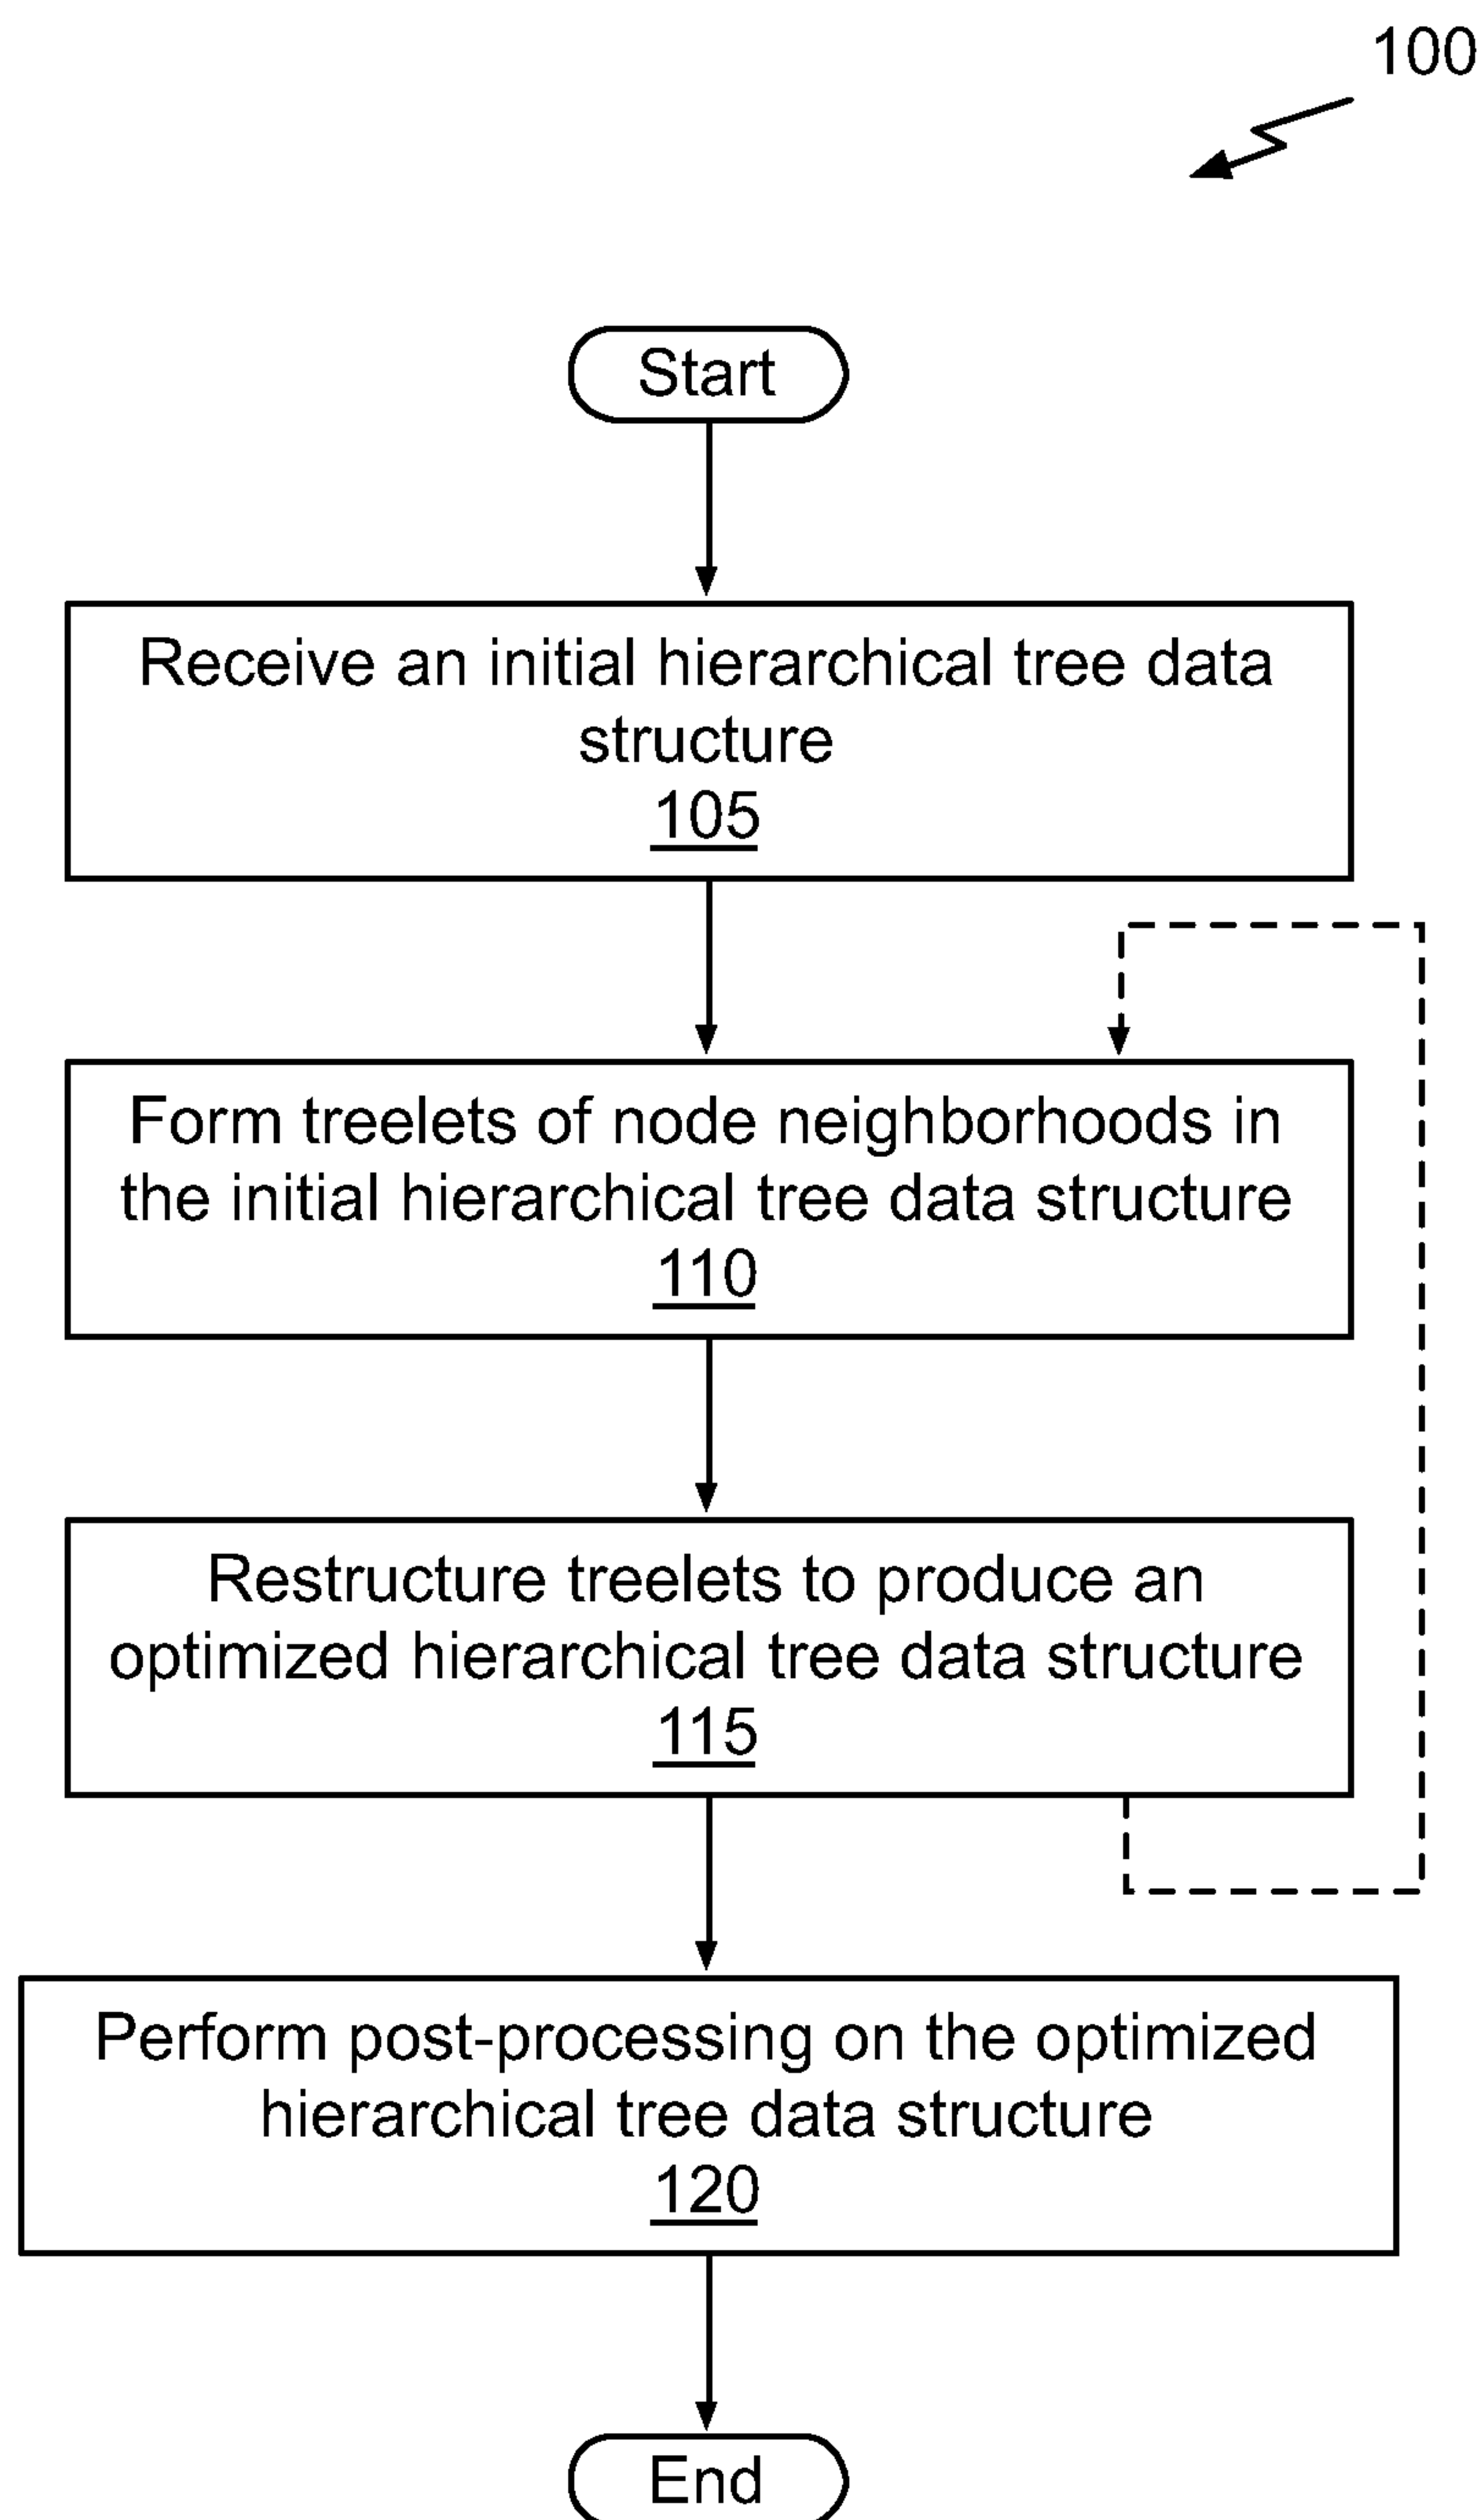 100
Start
Receive an initial hierarchical tree data
structure
105
Form treelets of node neighborhoods in
the initial hierarchical tree data structure
110
Restructure treelets to produce an
optimized hierarchical tree data structure
115
Perform post-processing on the optimized
hierarchical tree data structure
120
End